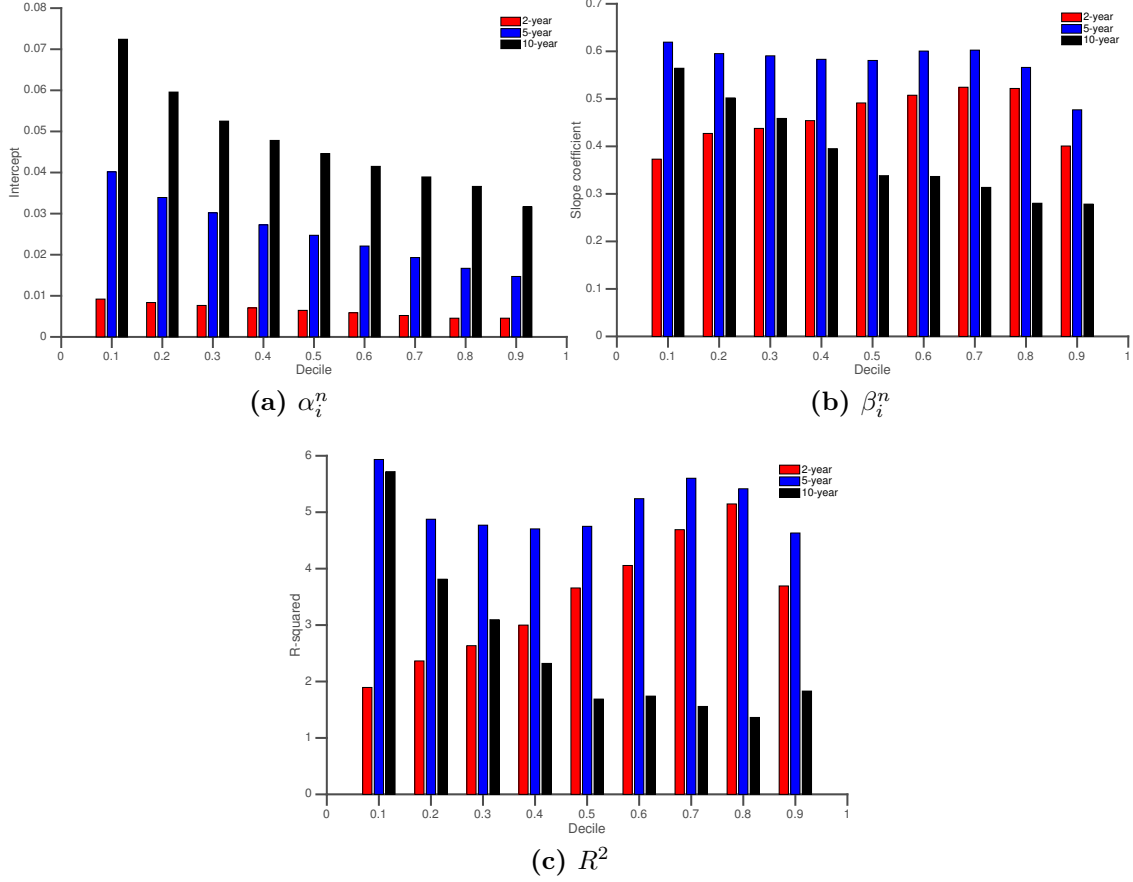 0.08
0.07
0.06
0.05
0.04
0.03
0.02
0.01
0
Intercept
2-year
5-year
10-year
0 0.1 0.2 0.3 0.4 0.5 0.6 0.7 0.8 0.9 1
Decile
(a) αᵢⁿ
0.7
0.6
0.5
0.4
0.3
0.2
0.1
0
Slope coefficient
2-year
5-year
10-year
0 0.1 0.2 0.3 0.4 0.5 0.6 0.7 0.8 0.9 1
Decile
(b) βᵢⁿ
6
5
4
3
2
1
0
R-squared
2-year
5-year
10-year
0 0.1 0.2 0.3 0.4 0.5 0.6 0.7 0.8 0.9 1
Decile
(c) R²